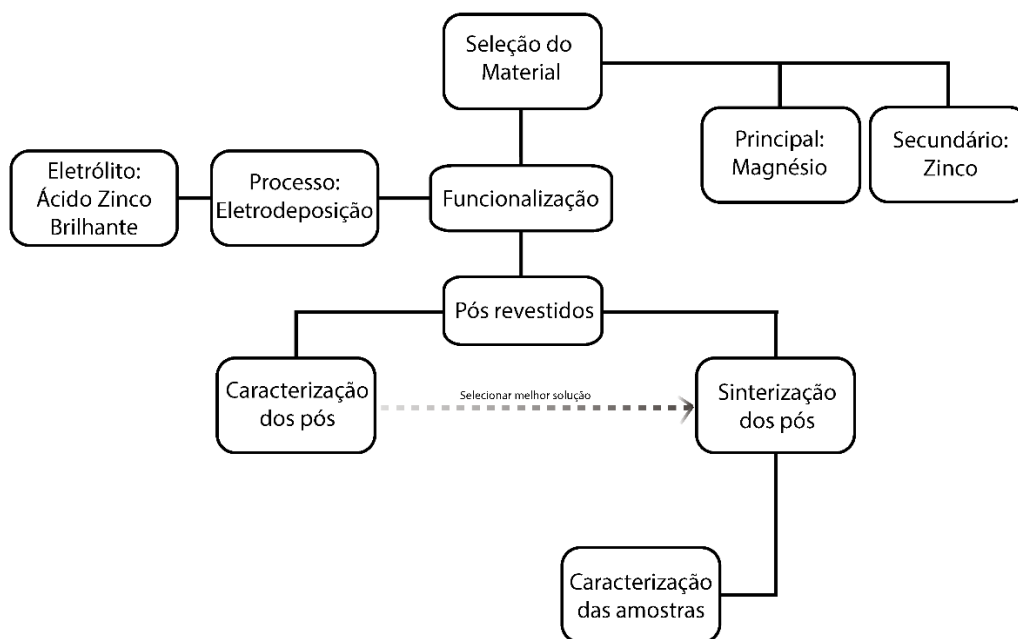 Seleção do
Material
Principal:
Magnésio
Secundário:
Zinco
Eletrólito:
Ácido Zinco
Brilhante
Processo:
Eletrodeposição
Funcionalização
Pós revestidos
Caracterização
dos pós
Selecionar melhor solução
Sinterização
dos pós
Caracterização
das amostras